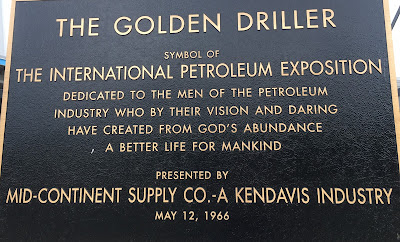 THE GOLDEN DRILLER
SYMBOL OF
THE INTERNATIONAL PETROLEUM EXPOSITION
DEDICATED TO THE MEN OF THE PETROLEUM
INDUSTRY WHO BY THEIR VISION AND DARING
HAVE CREATED FROM GOD'S ABUNDANCE
, A BETTER LIFE FOR MANKIND
PRESENTED BY
MID-CONTINENT SUPPLY CO.-A KENDAVIS INDUSTRY
MAY 12, 1966